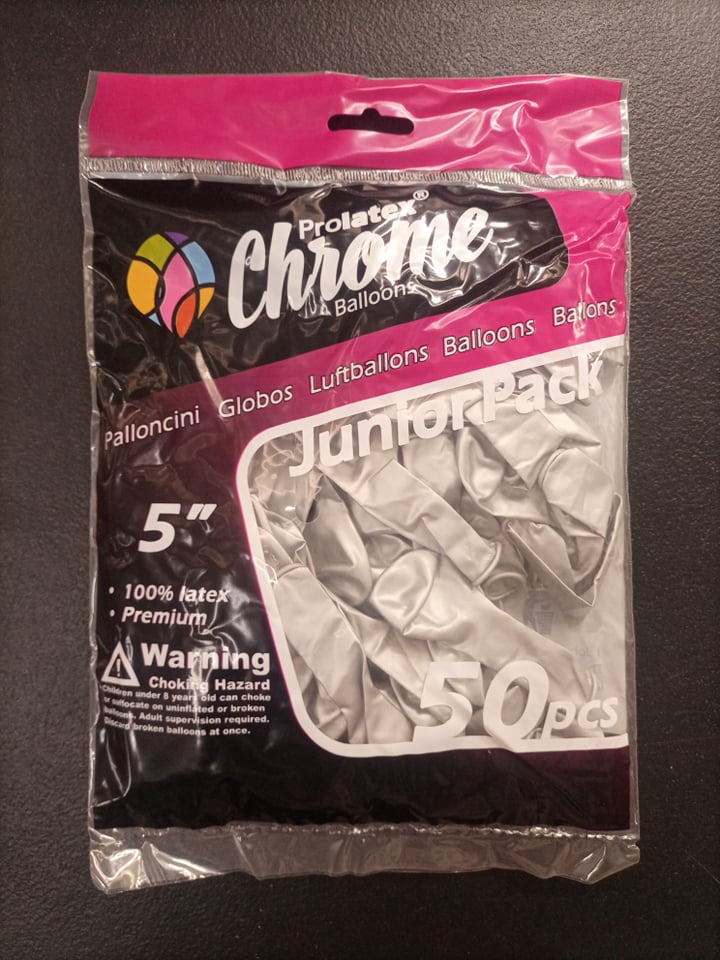 Prolatex®
Chrome
Balloons
Palloncini Globos Luftballons Balloons Ballons
Junior Pack
5"
• 100% latex
• Premium
Warning
Choking Hazard
Children under 8 years old can choke
or suffocate on uninflated or broken
balloons. Adult supervision required.
Discard broken balloons at once.
50pcs